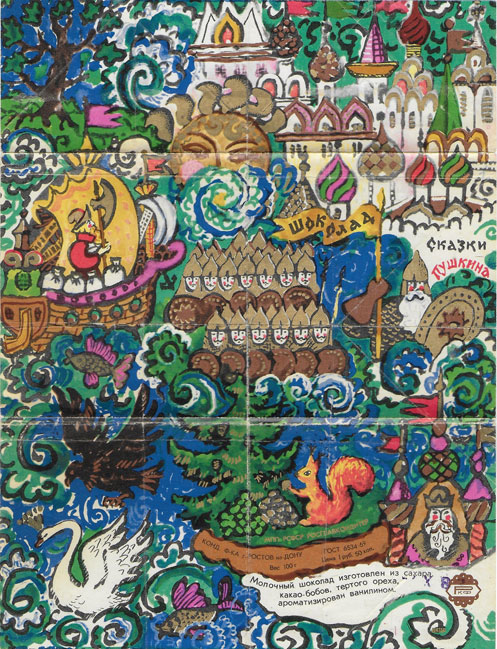 шоколад
Сказки
Пушкина
МПП РСФСР РОСГЛАВКОНДИТЕР
КОНД. Ф-КА г. РОСТОВ НА-ДОНУ ГОСТ 6534-69
Вес 100 г Цена 1 руб. 50 коп.
Молочный шоколад изготовлен из сахара,
какао-бобов, тертого ореха,
ароматизирован ванилином.